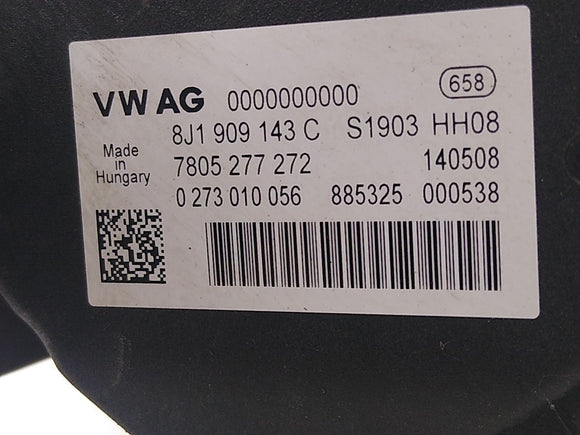 VW AG 0000000000 658
8J1 909 143 C S1903 HH08
Made in Hungary
7805 277 272 140508
0 273 010 056 885325 000538